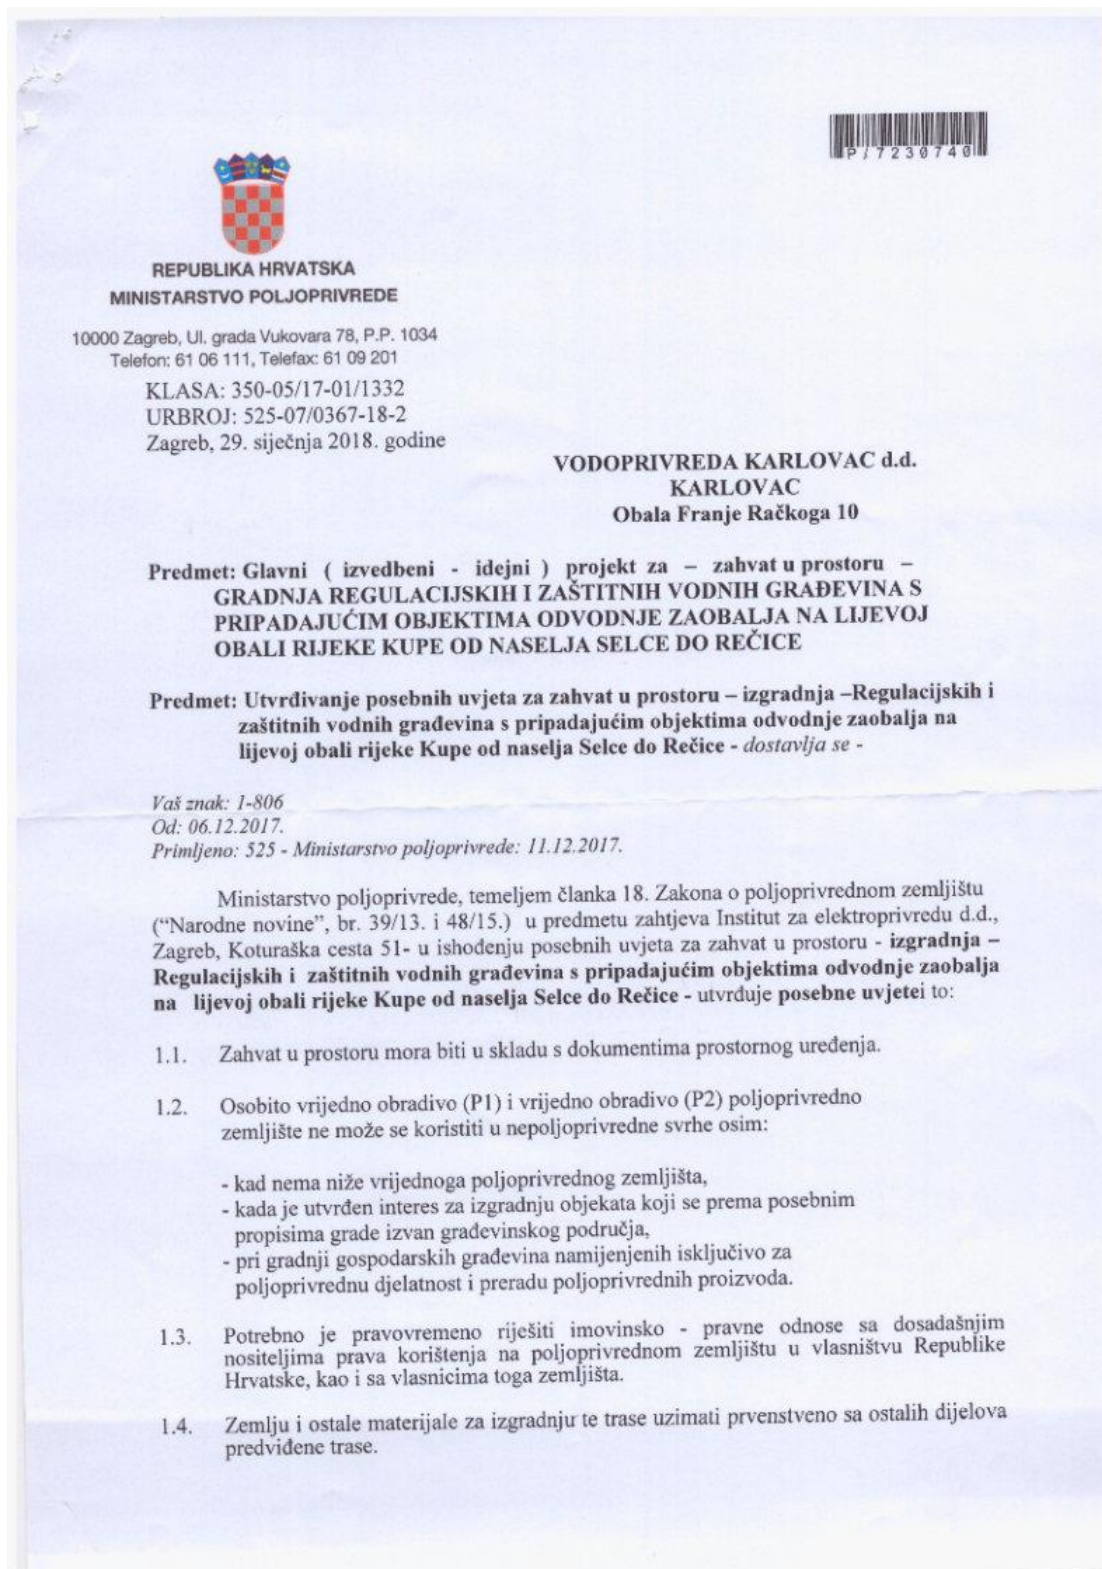 P/7230740
REPUBLIKA HRVATSKA
MINISTARSTVO POLJOPRIVREDE
10000 Zagreb, Ul. grada Vukovara 78, P.P. 1034
Telefon: 61 06 111, Telefax: 61 09 201
KLASA: 350-05/17-01/1332
URBROJ: 525-07/0367-18-2
Zagreb, 29. siječnja 2018. godine
VODOPRIVREDA KARLOVAC d.d.
KARLOVAC
Obala Franje Račkoga 10
Predmet: Glavni ( izvedbeni - idejni ) projekt za – zahvat u prostoru –
GRADNJA REGULACIJSKIH I ZAŠTITNIH VODNIH GRAĐEVINA S
PRIPADAJUĆIM OBJEKTIMA ODVODNJE ZAOBALJA NA LIJEVOJ
OBALI RIJEKE KUPE OD NASELJA SELCE DO REČICE
Predmet: Utvrđivanje posebnih uvjeta za zahvat u prostoru – izgradnja –Regulacijskih i
zaštitnih vodnih građevina s pripadajućim objektima odvodnje zaobalja na
lijevoj obali rijeke Kupe od naselja Selce do Rečice - dostavlja se -
Vaš znak: 1-806
Od: 06.12.2017.
Primljeno: 525 - Ministarstvo poljoprivrede: 11.12.2017.
Ministarstvo poljoprivrede, temeljem članka 18. Zakona o poljoprivrednom zemljištu
(“Narodne novine”, br. 39/13. i 48/15.) u predmetu zahtjeva Institut za elektroprivredu d.d.,
Zagreb, Koturaška cesta 51- u ishođenju posebnih uvjeta za zahvat u prostoru - izgradnja –
Regulacijskih i zaštitnih vodnih građevina s pripadajućim objektima odvodnje zaobalja
na lijevoj obali rijeke Kupe od naselja Selce do Rečice - utvrđuje posebne uvjetei to:
1.1. Zahvat u prostoru mora biti u skladu s dokumentima prostornog uređenja.
1.2. Osobito vrijedno obradivo (P1) i vrijedno obradivo (P2) poljoprivredno
zemljište ne može se koristiti u nepoljoprivredne svrhe osim:
- kad nema niže vrijednoga poljoprivrednog zemljišta,
- kada je utvrđen interes za izgradnju objekata koji se prema posebnim
propisima grade izvan građevinskog područja,
- pri gradnji gospodarskih građevina namijenjenih isključivo za
poljoprivrednu djelatnost i preradu poljoprivrednih proizvoda.
1.3. Potrebno je pravovremeno riješiti imovinsko - pravne odnose sa dosadašnjim
nositeljima prava korištenja na poljoprivrednom zemljištu u vlasništvu Republike
Hrvatske, kao i sa vlasnicima toga zemljišta.
1.4. Zemlju i ostale materijale za izgradnju te trase uzimati prvenstveno sa ostalih dijelova
predviđene trase.